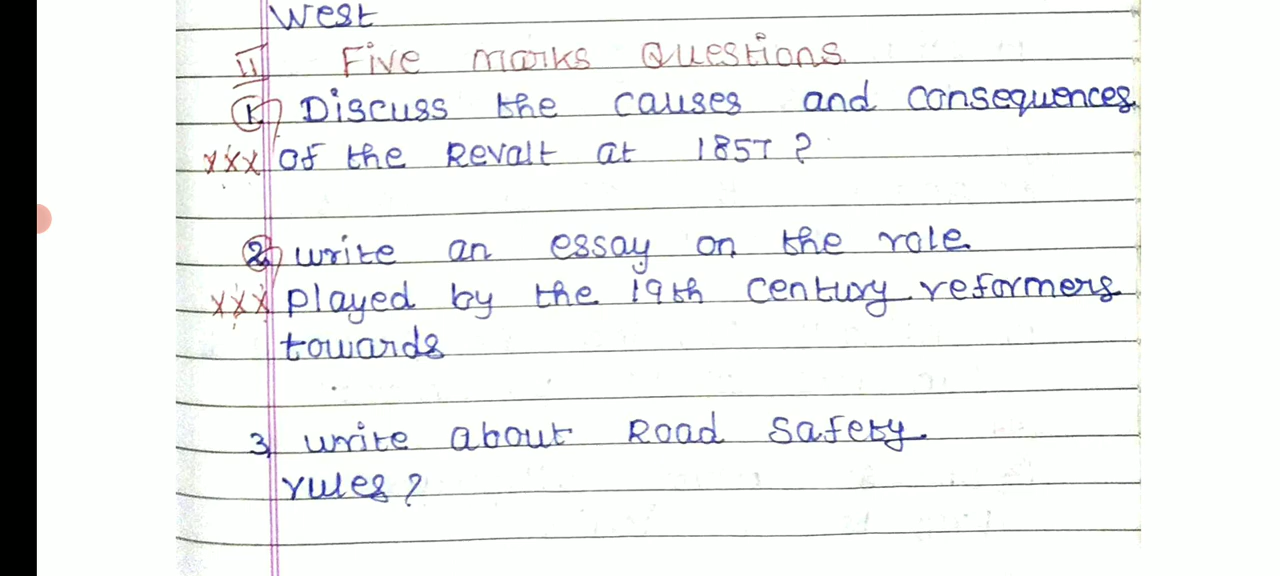 West
II Five marks Questions
1) Discuss the causes and consequences
xxx of the Revalt at 1857 ?
2) write an essay on the role
xxx played by the 19th century reformers
towards
3) write about Road Safety
rules ?